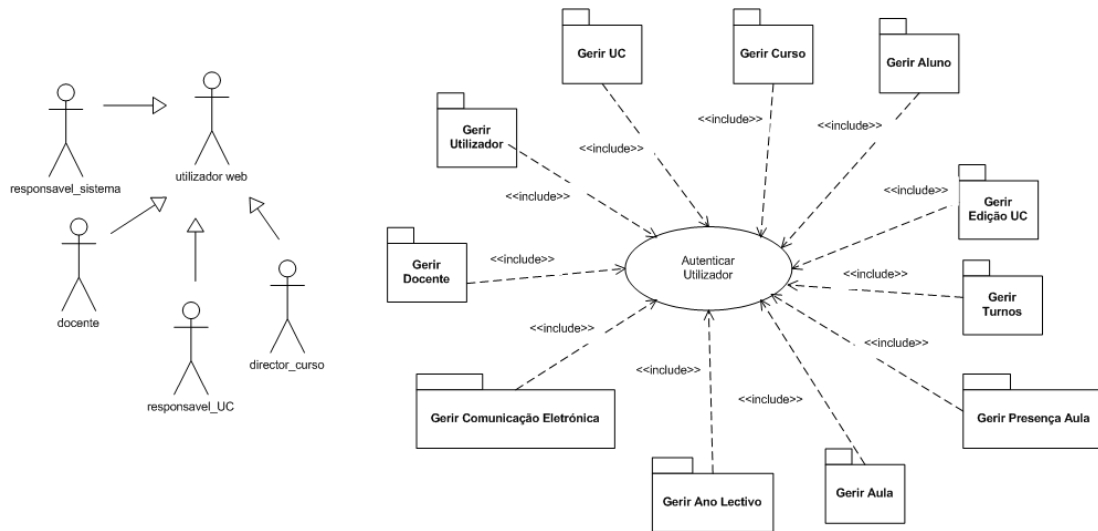 responsavel_sistema
utilizador web
docente
responsavel_UC
director_curso
Gerir UC
Gerir Curso
Gerir Aluno
Gerir
Utilizador
Gerir
Edição UC
Gerir
Docente
Gerir
Turnos
Gerir Comunicação Eletrónica
Gerir Presença Aula
Gerir Ano Lectivo
Gerir Aula
Autenticar
Utilizador
<<include>>
<<include>>
<<include>>
<<include>>
<<include>>
<<include>>
<<include>>
<<include>>
<<include>>
<<include>>
<<include>>